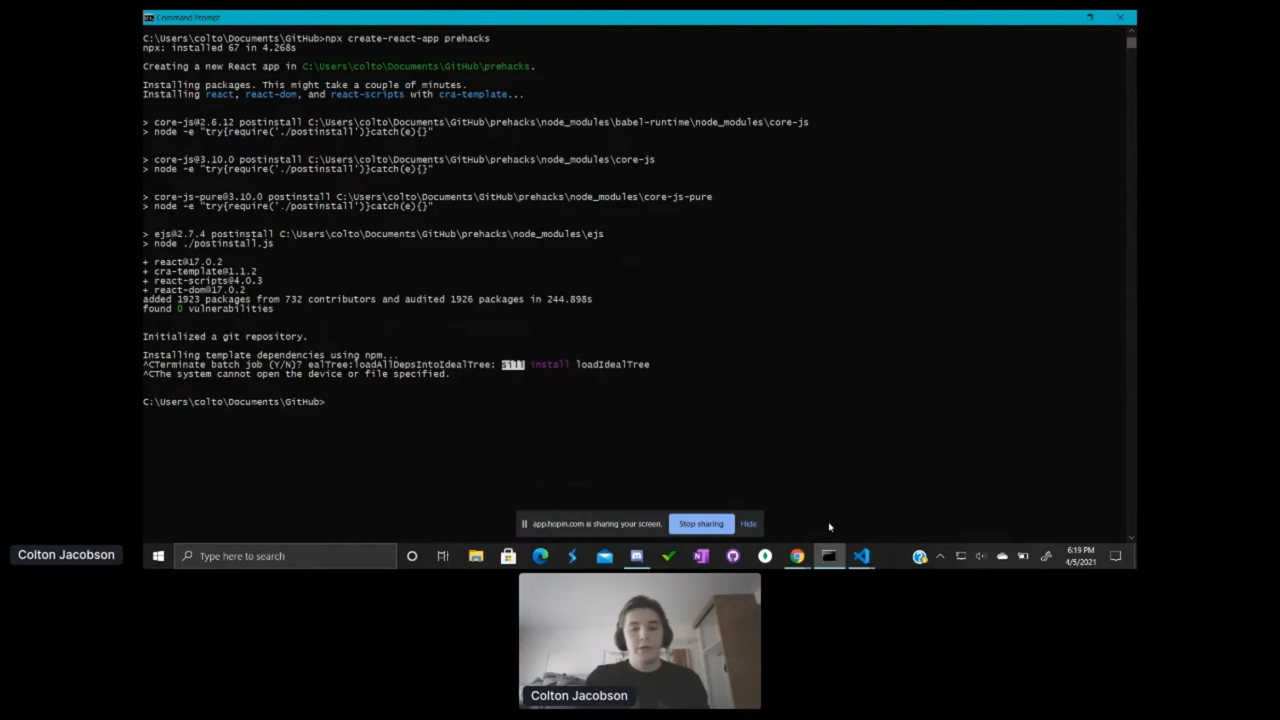 Command Prompt
C:\Users\colto\Documents\GitHub>npx create-react-app prehacks
npx: installed 67 in 4.268s
Creating a new React app in C:\Users\colto\Documents\GitHub\prehacks.
Installing packages. This might take a couple of minutes.
Installing react, react-dom, and react-scripts with cra-template...
> core-js@2.6.12 postinstall C:\Users\colto\Documents\GitHub\prehacks\node_modules\babel-runtime\node_modules\core-js
> node -e "try{require('./postinstall')}catch(e){}"
> core-js@3.10.0 postinstall C:\Users\colto\Documents\GitHub\prehacks\node_modules\core-js
> node -e "try{require('./postinstall')}catch(e){}"
> core-js-pure@3.10.0 postinstall C:\Users\colto\Documents\GitHub\prehacks\node_modules\core-js-pure
> node -e "try{require('./postinstall')}catch(e){}"
> ejs@2.7.4 postinstall C:\Users\colto\Documents\GitHub\prehacks\node_modules\ejs
> node ./postinstall.js
+ react@17.0.2
+ cra-template@1.1.2
+ react-scripts@4.0.3
+ react-dom@17.0.2
added 1923 packages from 732 contributors and audited 1926 packages in 244.898s
found 0 vulnerabilities
Initialized a git repository.
Installing template dependencies using npm...
^CTerminate batch job (Y/N)? ealTree:loadAllDepsIntoIdealTree: sill install loadIdealTree
^CThe system cannot open the device or file specified.
C:\Users\colto\Documents\GitHub>
app.hopin.com is sharing your screen. Stop sharing Hide
Colton Jacobson
Type here to search
6:19 PM
4/5/2021
Colton Jacobson